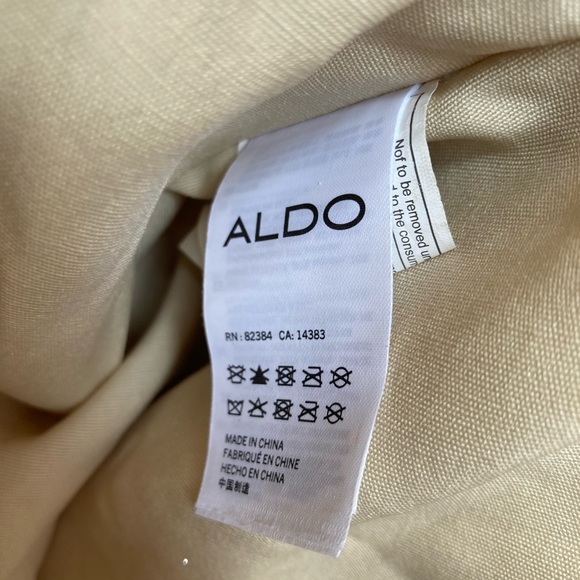 ALDO
RN : 82384 CA: 14383
MADE IN CHINA
FABRIQUÉ EN CHINE
HECHO EN CHINA
中国制造
Not to be removed
to the consum